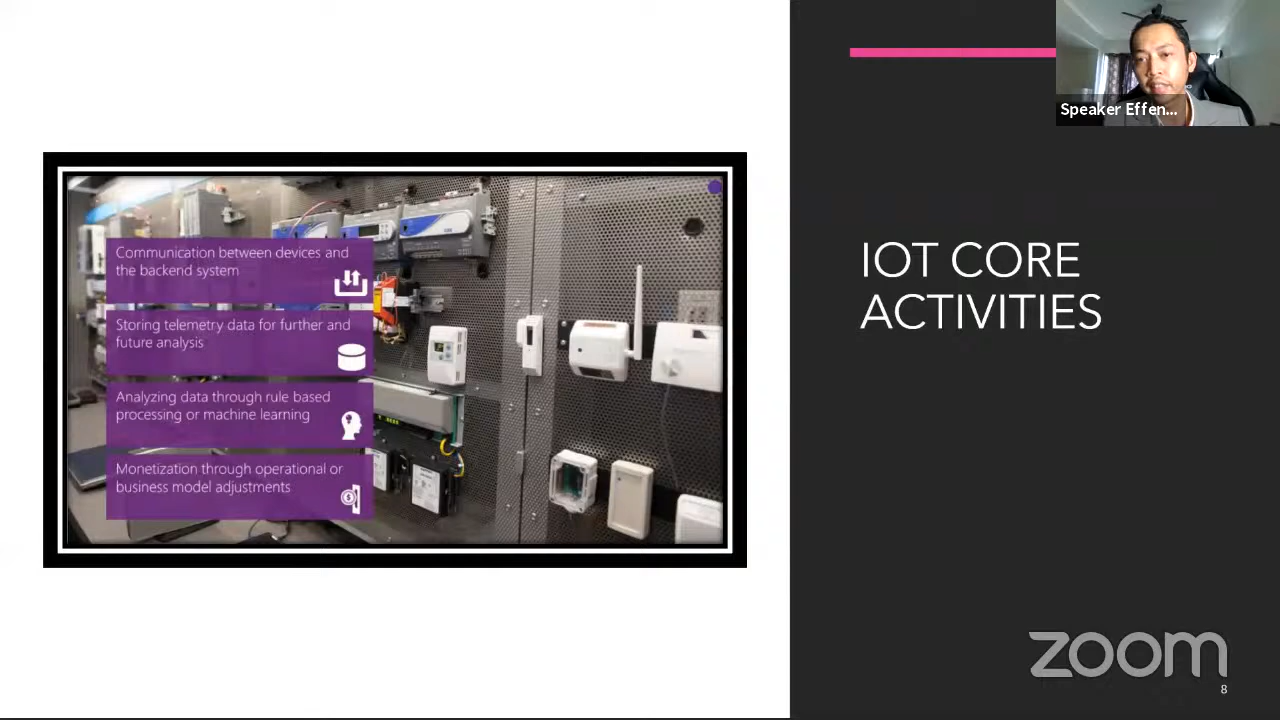 Communication between devices and
the backend system
Storing telemetry data for further and
future analysis
Analyzing data through rule based
processing or machine learning
Monetization through operational or
business model adjustments
Speaker Effen...
IOT CORE
ACTIVITIES
zoom
8